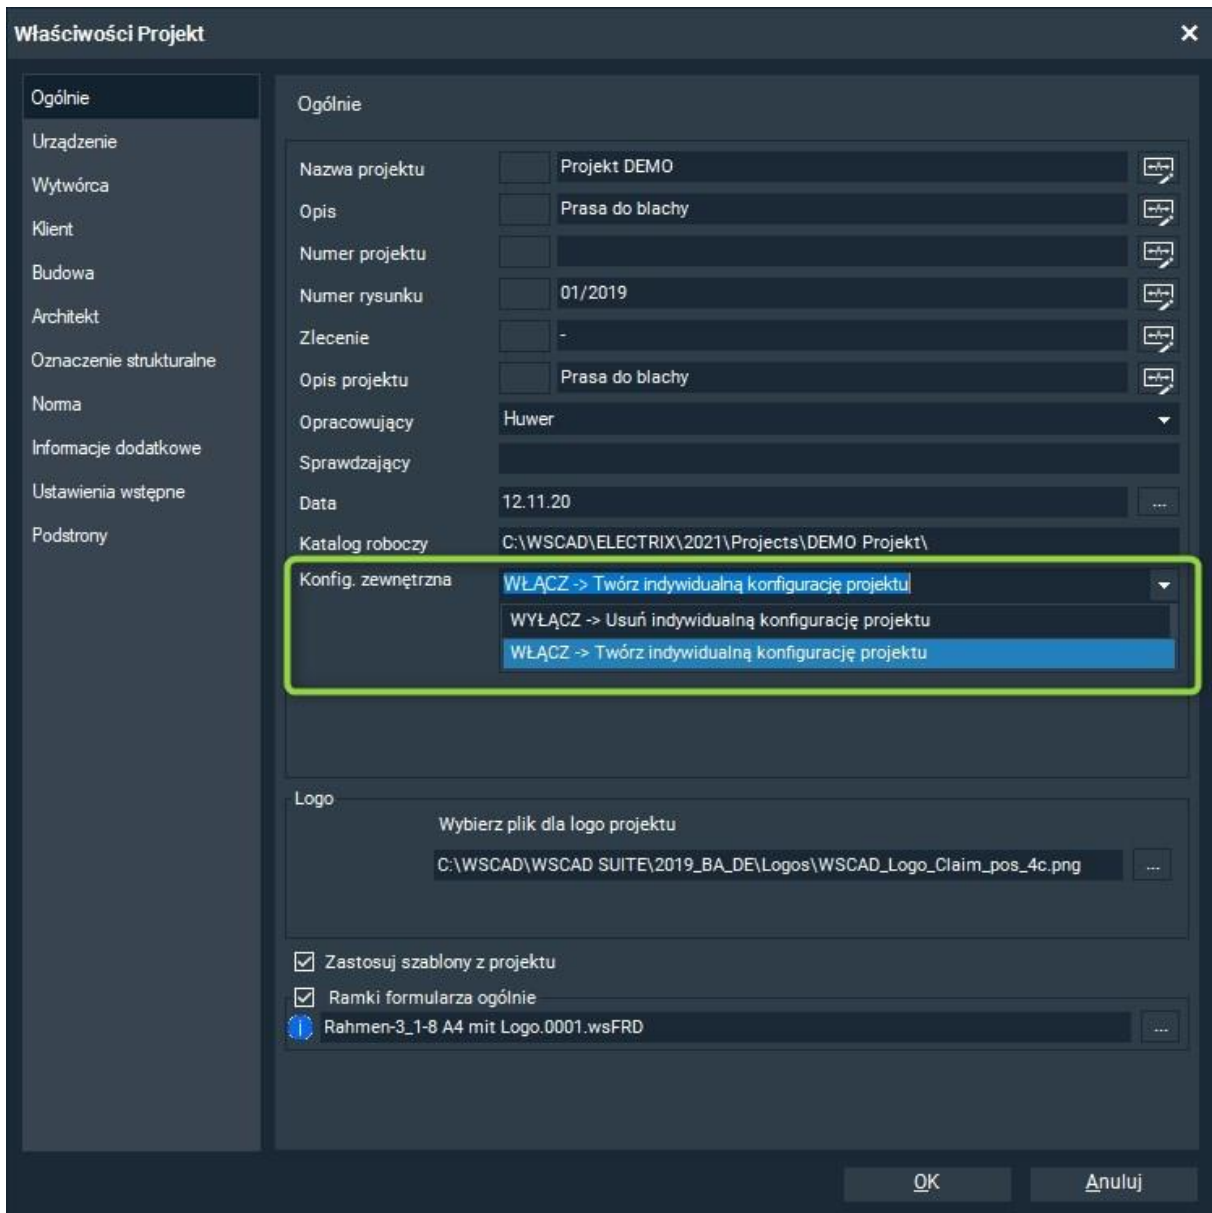 Właściwości Projekt
Ogólnie
Urządzenie
Wytwórca
Klient
Budowa
Architekt
Oznaczenie strukturalne
Norma
Informacje dodatkowe
Ustawienia wstępne
Podstrony
Ogólnie
Nazwa projektu Projekt DEMO
Opis Prasa do blachy
Numer projektu
Numer rysunku 01/2019
Zlecenie -
Opis projektu Prasa do blachy
Opracowujący Huwer
Sprawdzający
Data 12.11.20 ...
Katalog roboczy C:\WSCAD\ELECTRIX\2021\Projects\DEMO Projekt\
Konfig. zewnętrzna WŁĄCZ -> Twórz indywidualną konfigurację projektu
WYŁĄCZ -> Usuń indywidualną konfigurację projektu
WŁĄCZ -> Twórz indywidualną konfigurację projektu
Logo
Wybierz plik dla logo projektu
C:\WSCAD\WSCAD SUITE\2019_BA_DE\Logos\WSCAD_Logo_Claim_pos_4c.png ...
Zastosuj szablony z projektu
Ramki formularza ogólnie
Rahmen-3_1-8 A4 mit Logo.0001.wsFRD ...
OK Anuluj